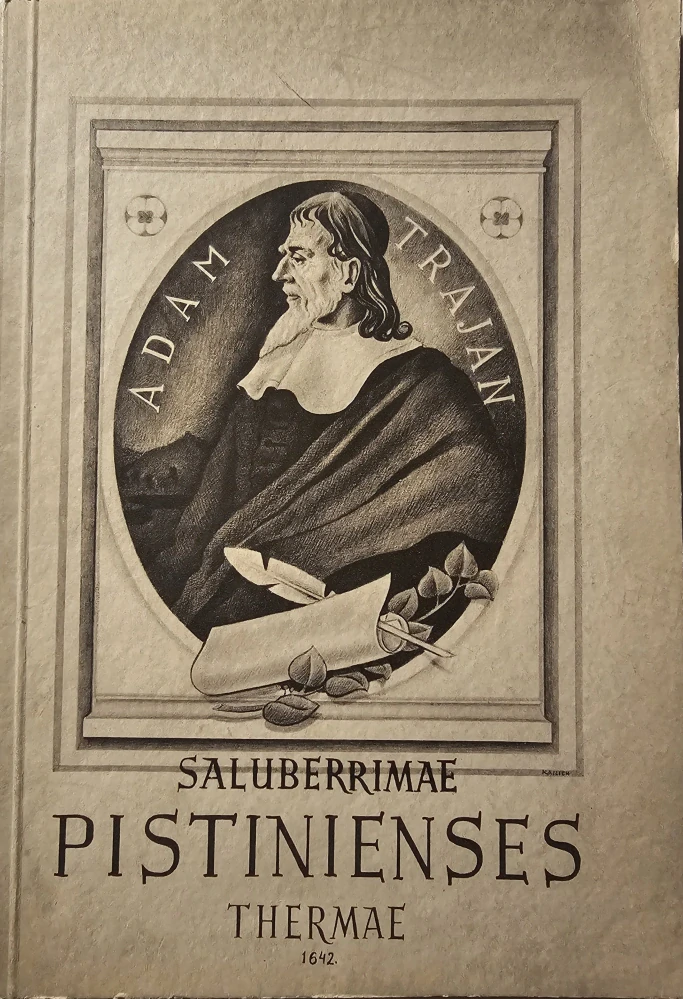 ADAM TRAJAN
SALUBERRIMAE
PISTINIENSES
THERMAE
1642.